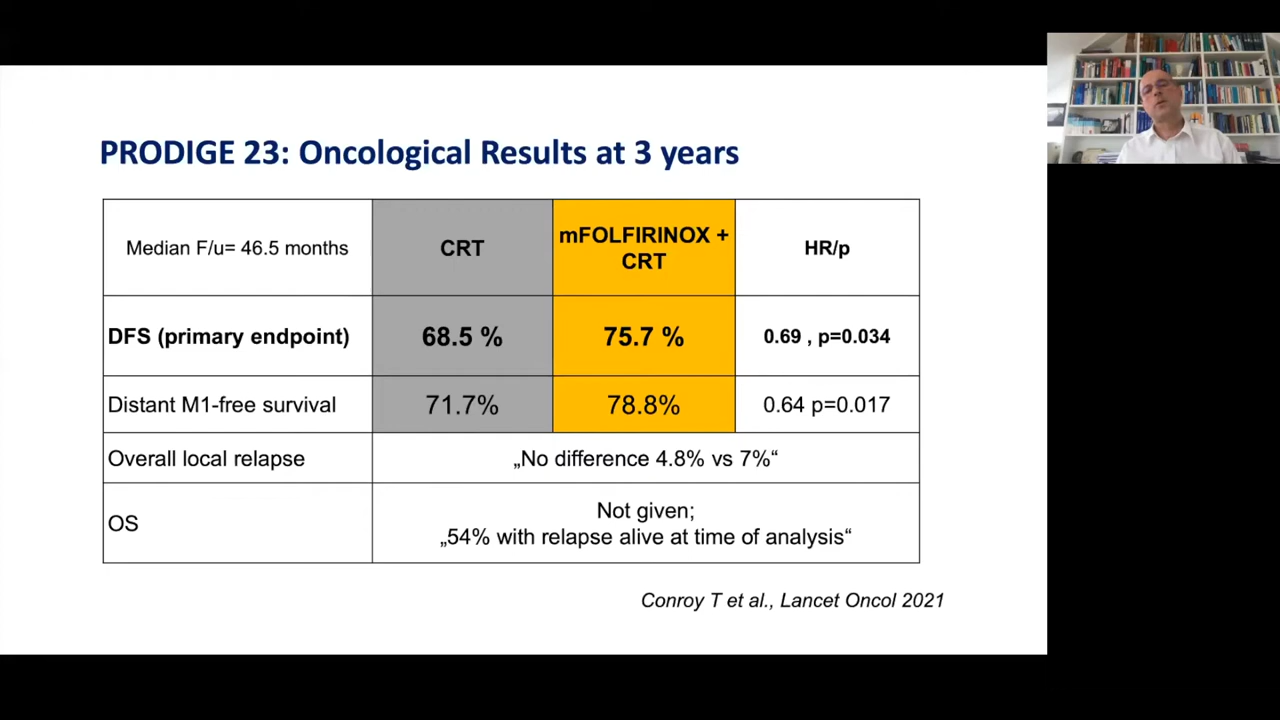 PRODIGE 23: Oncological Results at 3 years
Median F/u= 46.5 months
CRT
mFOLFIRINOX +
CRT
HR/p
DFS (primary endpoint)
68.5 %
75.7 %
0.69 , p=0.034
Distant M1-free survival
71.7%
78.8%
0.64 p=0.017
Overall local relapse
„No difference 4.8% vs 7%“
OS
Not given;
„54% with relapse alive at time of analysis“
Conroy T et al., Lancet Oncol 2021